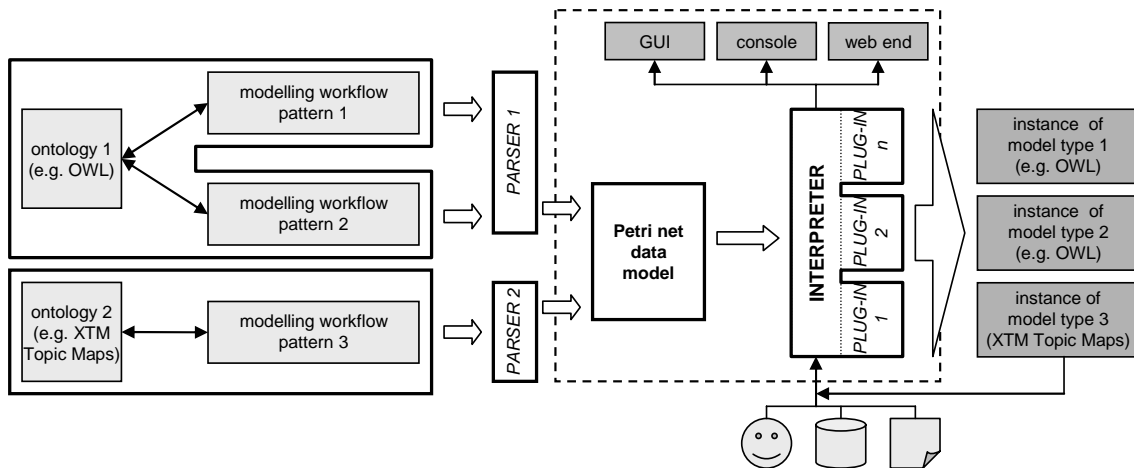 GUI
console
web end
ontology 1
(e.g. OWL)
modelling workflow
pattern 1
modelling workflow
pattern 2
PARSER 1
ontology 2
(e.g. XTM
Topic Maps)
modelling workflow
pattern 3
PARSER 2
Petri net
data
model
INTERPRETER
PLUG-IN
n
PLUG-IN
2
PLUG-IN
1
instance of
model type 1
(e.g. OWL)
instance of
model type 2
(e.g. OWL)
instance of
model type 3
(XTM Topic Maps)